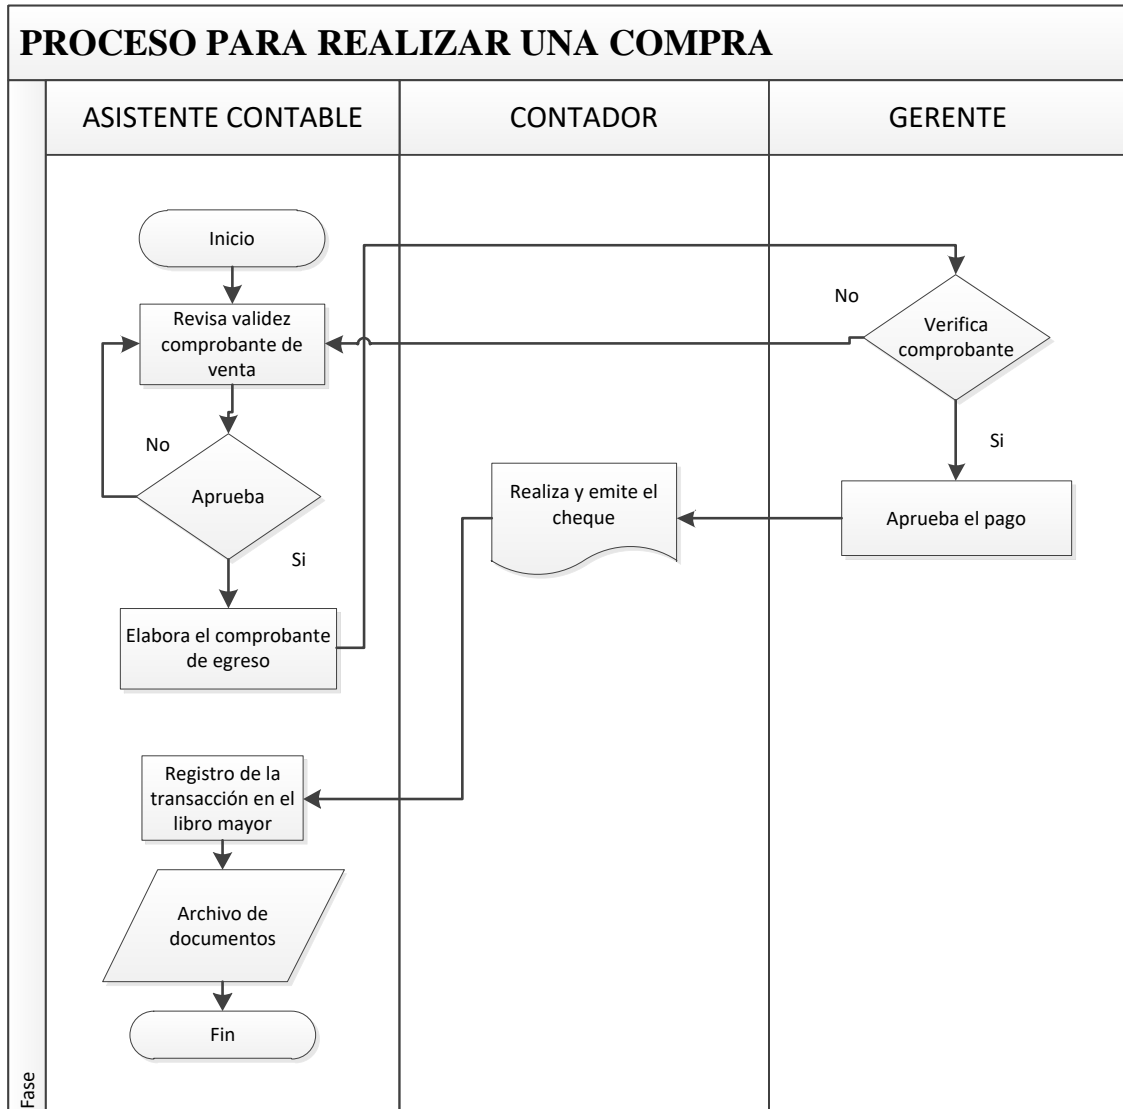 PROCESO PARA REALIZAR UNA COMPRA
ASISTENTE CONTABLE
CONTADOR
GERENTE
Inicio
Revisa validez
comprobante de
venta
No
Aprueba
Si
Elabora el comprobante
de egreso
No
Verifica
comprobante
Si
Aprueba el pago
Realiza y emite el
cheque
Registro de la
transacción en el
libro mayor
Archivo de
documentos
Fin
Fase